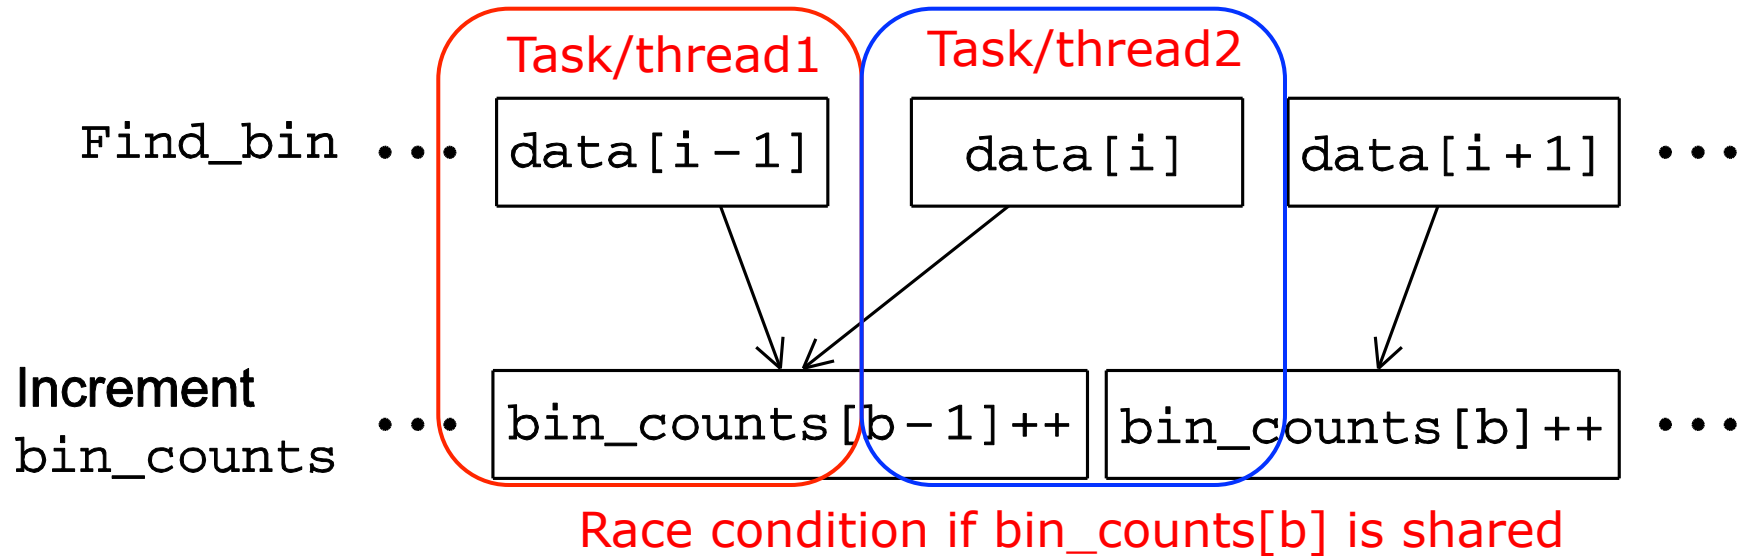 Task/thread1 Task/thread2
Find_bin ••• data[i-1] data[i] data[i+1] •••
Increment
bin_counts ••• bin_counts[b-1]++ bin_counts[b]++ •••
Race condition if bin_counts[b] is shared